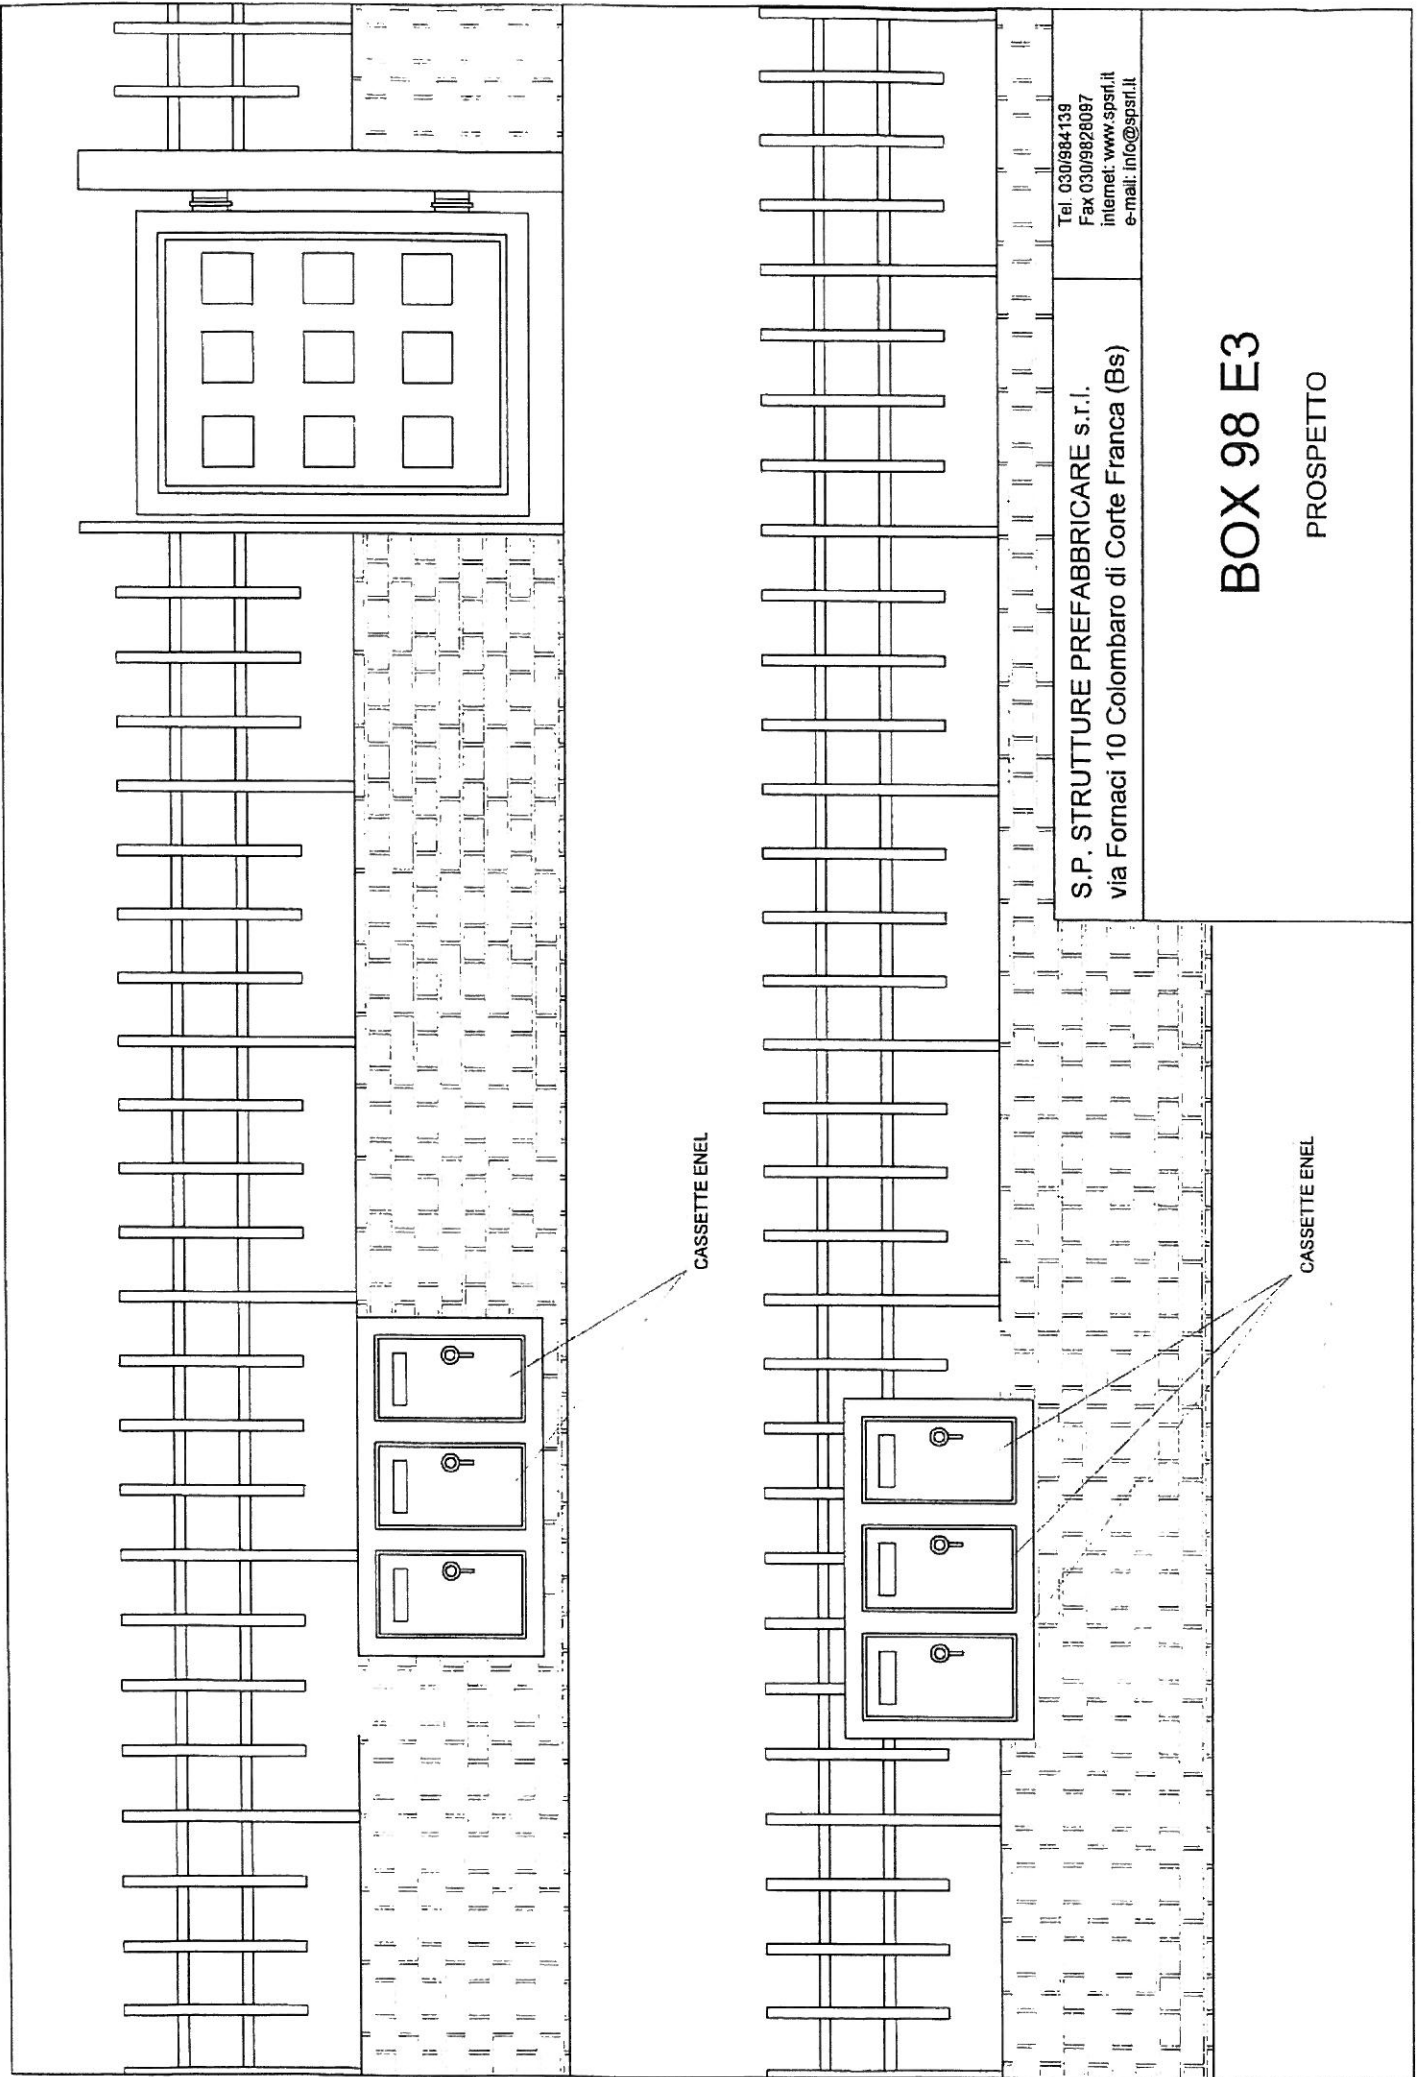 CASSETTE ENEL
CASSETTE ENEL
S.P. STRUTTURE PREFABBRICARE s.r.l.
via Fornaci 10 Colombaro di Corte Franca (Bs)
Tel. 030/984139
Fax 030/9828097
internet: www.spsrl.it
e-mail: info@spsrl.it
BOX 98 E3
PROSPETTO